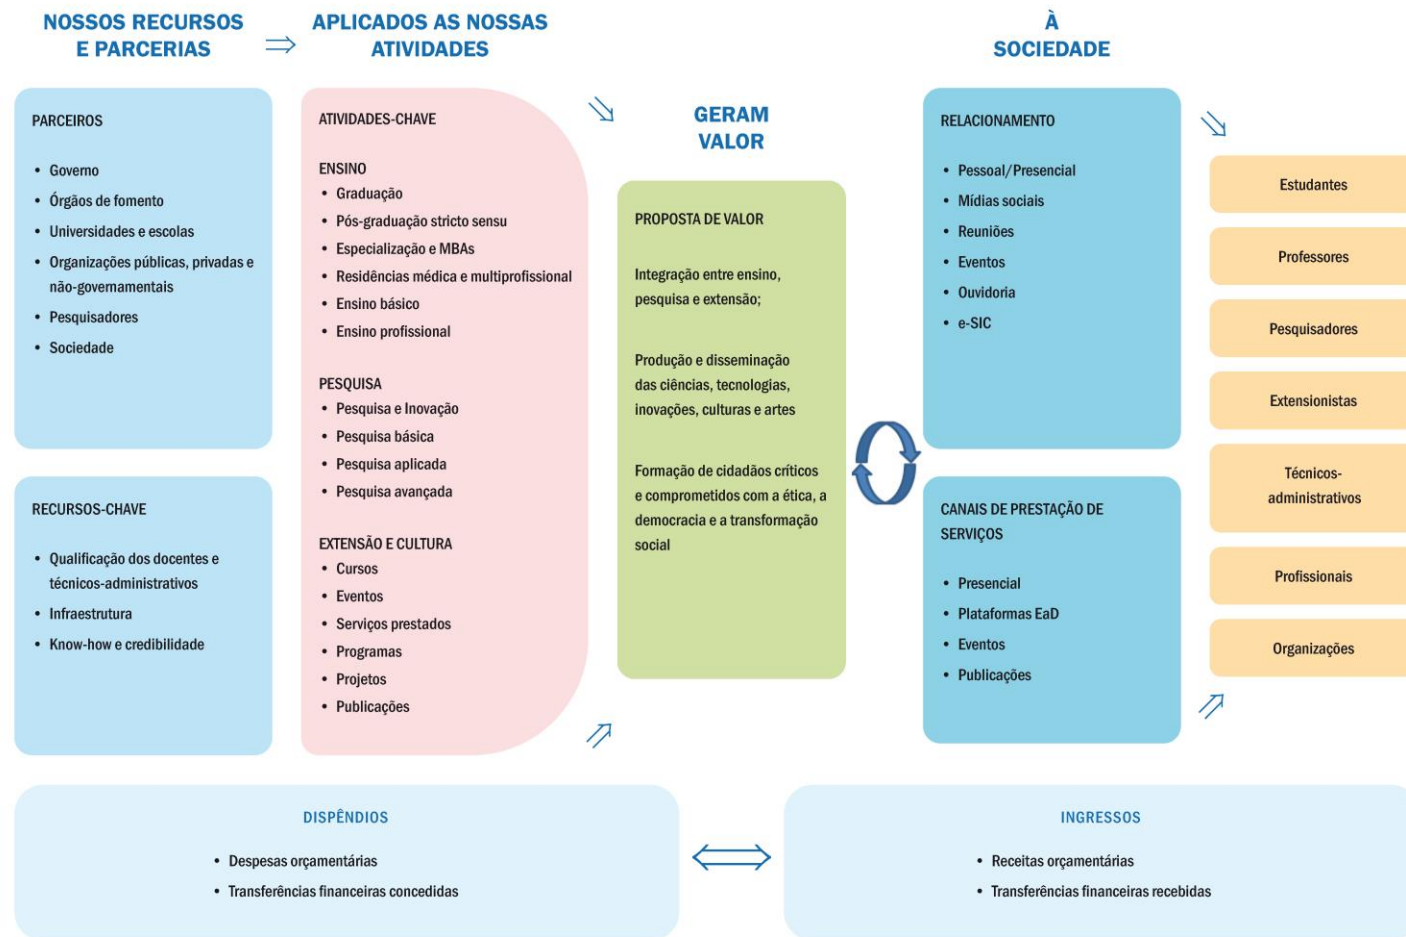 NOSSOS RECURSOS
E PARCERIAS
APLICADOS AS NOSSAS
ATIVIDADES
À
SOCIEDADE
PARCEIROS
• Governo
• Órgãos de fomento
• Universidades e escolas
• Organizações públicas, privadas e
não-governamentais
• Pesquisadores
• Sociedade
RECURSOS-CHAVE
• Qualificação dos docentes e
técnicos-administrativos
• Infraestrutura
• Know-how e credibilidade
ATIVIDADES-CHAVE
ENSINO
• Graduação
• Pós-graduação stricto sensu
• Especialização e MBAs
• Residências médica e multiprofissional
• Ensino básico
• Ensino profissional
PESQUISA
• Pesquisa e Inovação
• Pesquisa básica
• Pesquisa aplicada
• Pesquisa avançada
EXTENSÃO E CULTURA
• Cursos
• Eventos
• Serviços prestados
• Programas
• Projetos
• Publicações
GERAM
VALOR
PROPOSTA DE VALOR
Integração entre ensino,
pesquisa e extensão;
Produção e disseminação
das ciências, tecnologias,
inovações, culturas e artes
Formação de cidadãos críticos
e comprometidos com a ética, a
democracia e a transformação
social
RELACIONAMENTO
• Pessoal/Presencial
• Mídias sociais
• Reuniões
• Eventos
• Ouvidoria
• e-SIC
CANAIS DE PRESTAÇÃO DE
SERVIÇOS
• Presencial
• Plataformas EaD
• Eventos
• Publicações
Estudantes
Professores
Pesquisadores
Extensionistas
Técnicos-
administrativos
Profissionais
Organizações
DISPÊNDIOS
• Despesas orçamentárias
• Transferências financeiras concedidas
INGRESSOS
• Receitas orçamentárias
• Transferências financeiras recebidas